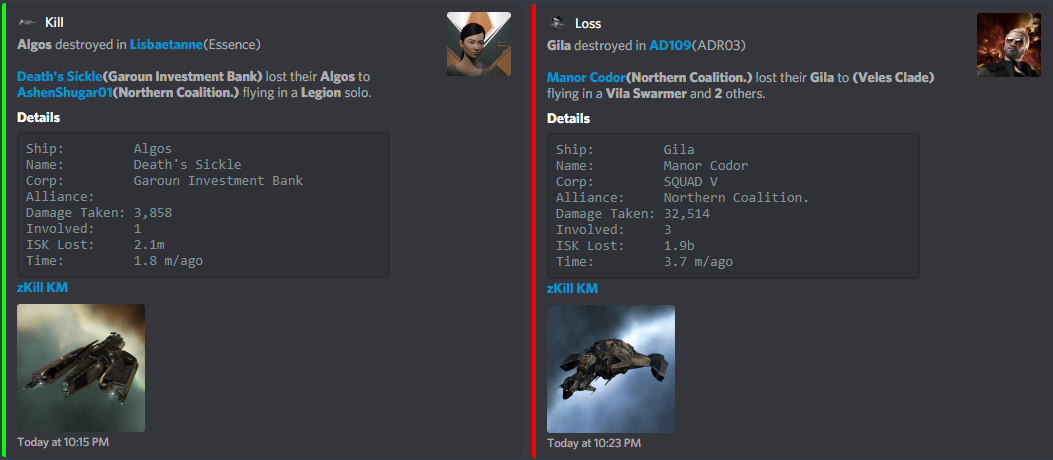 Kill
Algos destroyed in Lisbaetanne(Essence)
Death's Sickle(Garoun Investment Bank) lost their Algos to
AshenShugar01(Northern Coalition.) flying in a Legion solo.
Details
Ship: Algos
Name: Death's Sickle
Corp: Garoun Investment Bank
Alliance:
Damage Taken: 3,858
Involved: 1
ISK Lost: 2.1m
Time: 1.8 m/ago
zKill KM
Today at 10:15 PM
Loss
Gila destroyed in AD109(ADR03)
Manor Codor(Northern Coalition.) lost their Gila to (Veles Clade)
flying in a Vila Swarmer and 2 others.
Details
Ship: Gila
Name: Manor Codor
Corp: SQUAD V
Alliance: Northern Coalition.
Damage Taken: 32,514
Involved: 3
ISK Lost: 1.9b
Time: 3.7 m/ago
zKill KM
Today at 10:23 PM